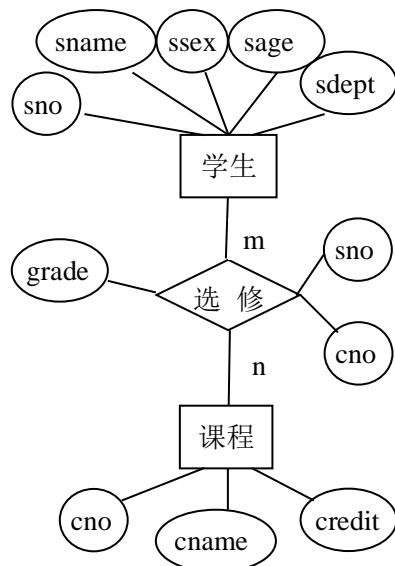 sname ssex sage
sno sdept
学生
m
sno
grade
选 修
cno
n
课程
cno cname credit